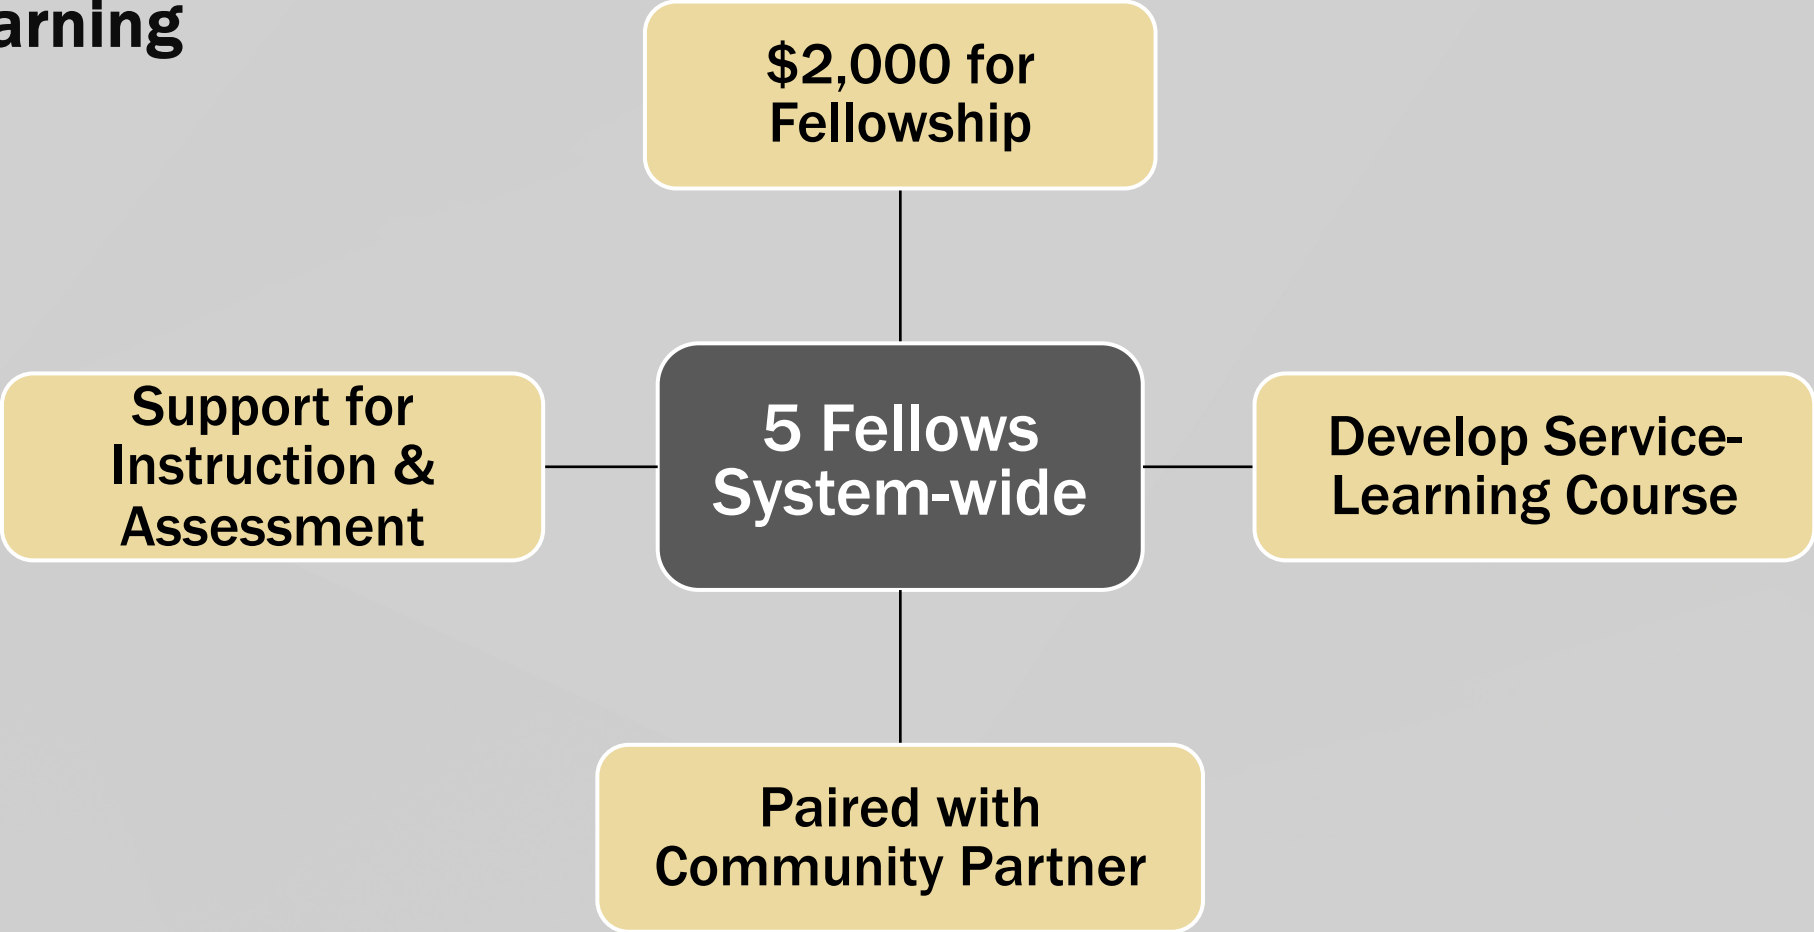 arning
$2,000 for
Fellowship
Support for
Instruction &
Assessment
5 Fellows
System-wide
Develop Service-
Learning Course
Paired with
Community Partner